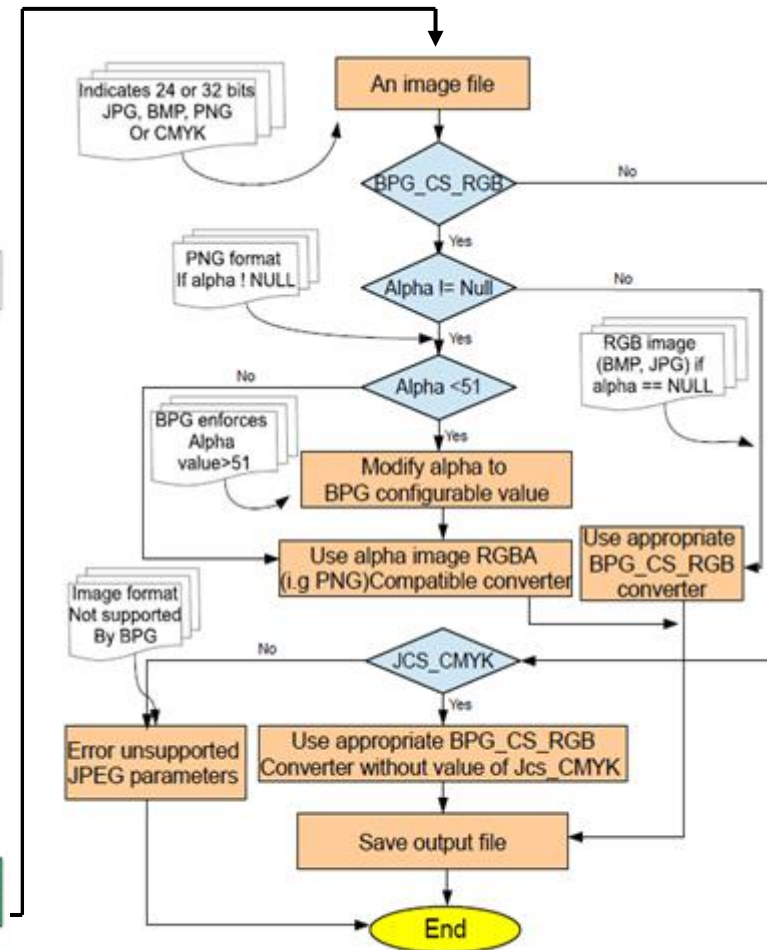 An image file
Indicates 24 or 32 bits
JPG, BMP, PNG
Or CMYK
BPG_CS_RGB
No
Yes
PNG format
If alpha ! NULL
Alpha != Null
No
Yes
RGB image
(BMP, JPG) if
alpha == NULL
Alpha <51
No
Yes
BPG enforces
Alpha
value>51
Modify alpha to
BPG configurable value
Use alpha image RGBA
(i.g PNG)Compatible converter
Use appropriate
BPG_CS_RGB
converter
Image format
Not supported
By BPG
JCS_CMYK
No
Yes
Error unsupported
JPEG parameters
Use appropriate BPG_CS_RGB
Converter without value of Jcs_CMYK
Save output file
End